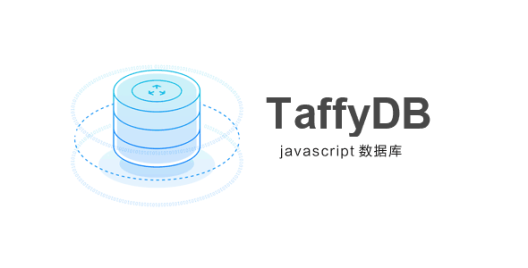 TaffyDB
javascript 数据库